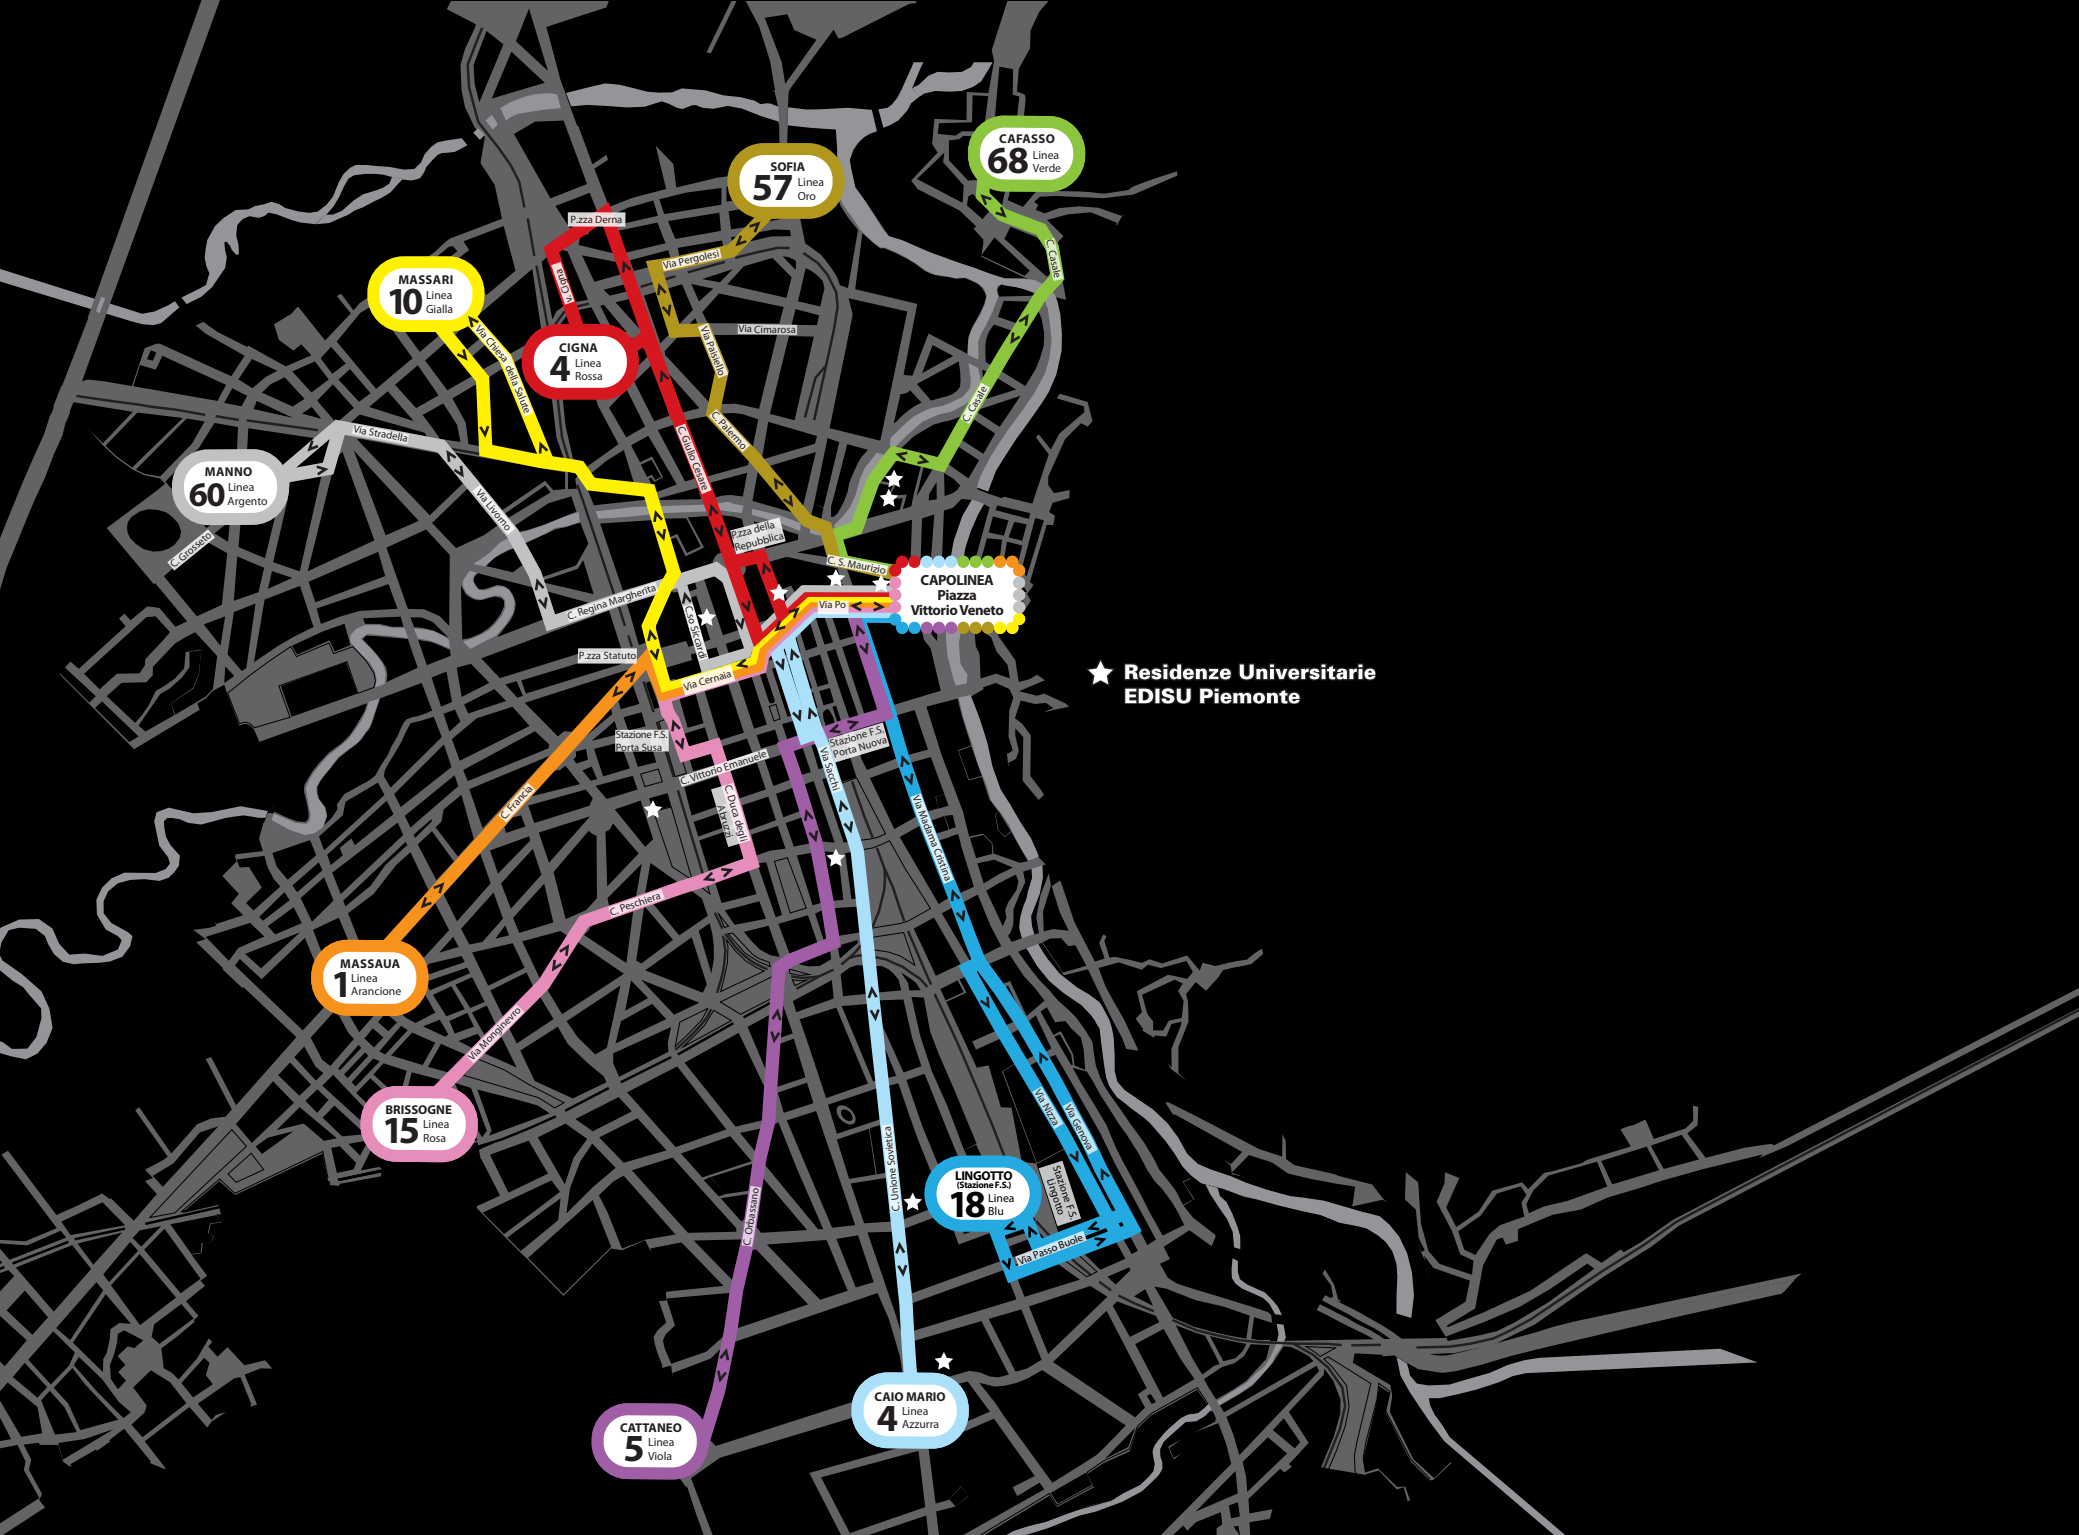 CAFASSO
68 Linea
Verde
SOFIA
57 Linea
Oro
P.zza Derna
C. Casale
Via Pergolesi
MASSARI
10 Linea
Gialla
V. Cigna
Via Chiesa della Salute
Via Paisiello
Via Cimarosa
CIGNA
4 Linea
Rossa
C. Casale
C. Palermo
Via Stradella
C. Giulio Cesare
MANNO
60 Linea
Argento
Via Livorno
C. Grosseto
P.zza della
Repubblica
C. S. Maurizio
CAPOLINEA
Piazza
Vittorio Veneto
C. Regina Margherita
Via Po
C.so Siccardi
P.zza Statuto
Via Cernaia
Residenze Universitarie
EDISU Piemonte
Stazione F.S.
Porta Susa
Stazione F.S.
Porta Nuova
C. Vittorio Emanuele
Via Sacchi
C. Francia
C. Duca degli
Abruzzi
Via Madama Cristina
C. Peschiera
MASSAUA
1 Linea
Arancione
Via Monginevro
BRISSOGNE
15 Linea
Rosa
Via Nizza
Via Genova
C. Unione Sovietica
LINGOTTO
(Stazione F.S.)
18 Linea
Blu
Stazione F.S.
Lingotto
C. Orbassano
Via Passo Buole
CAIO MARIO
4 Linea
Azzurra
CATTANEO
5 Linea
Viola